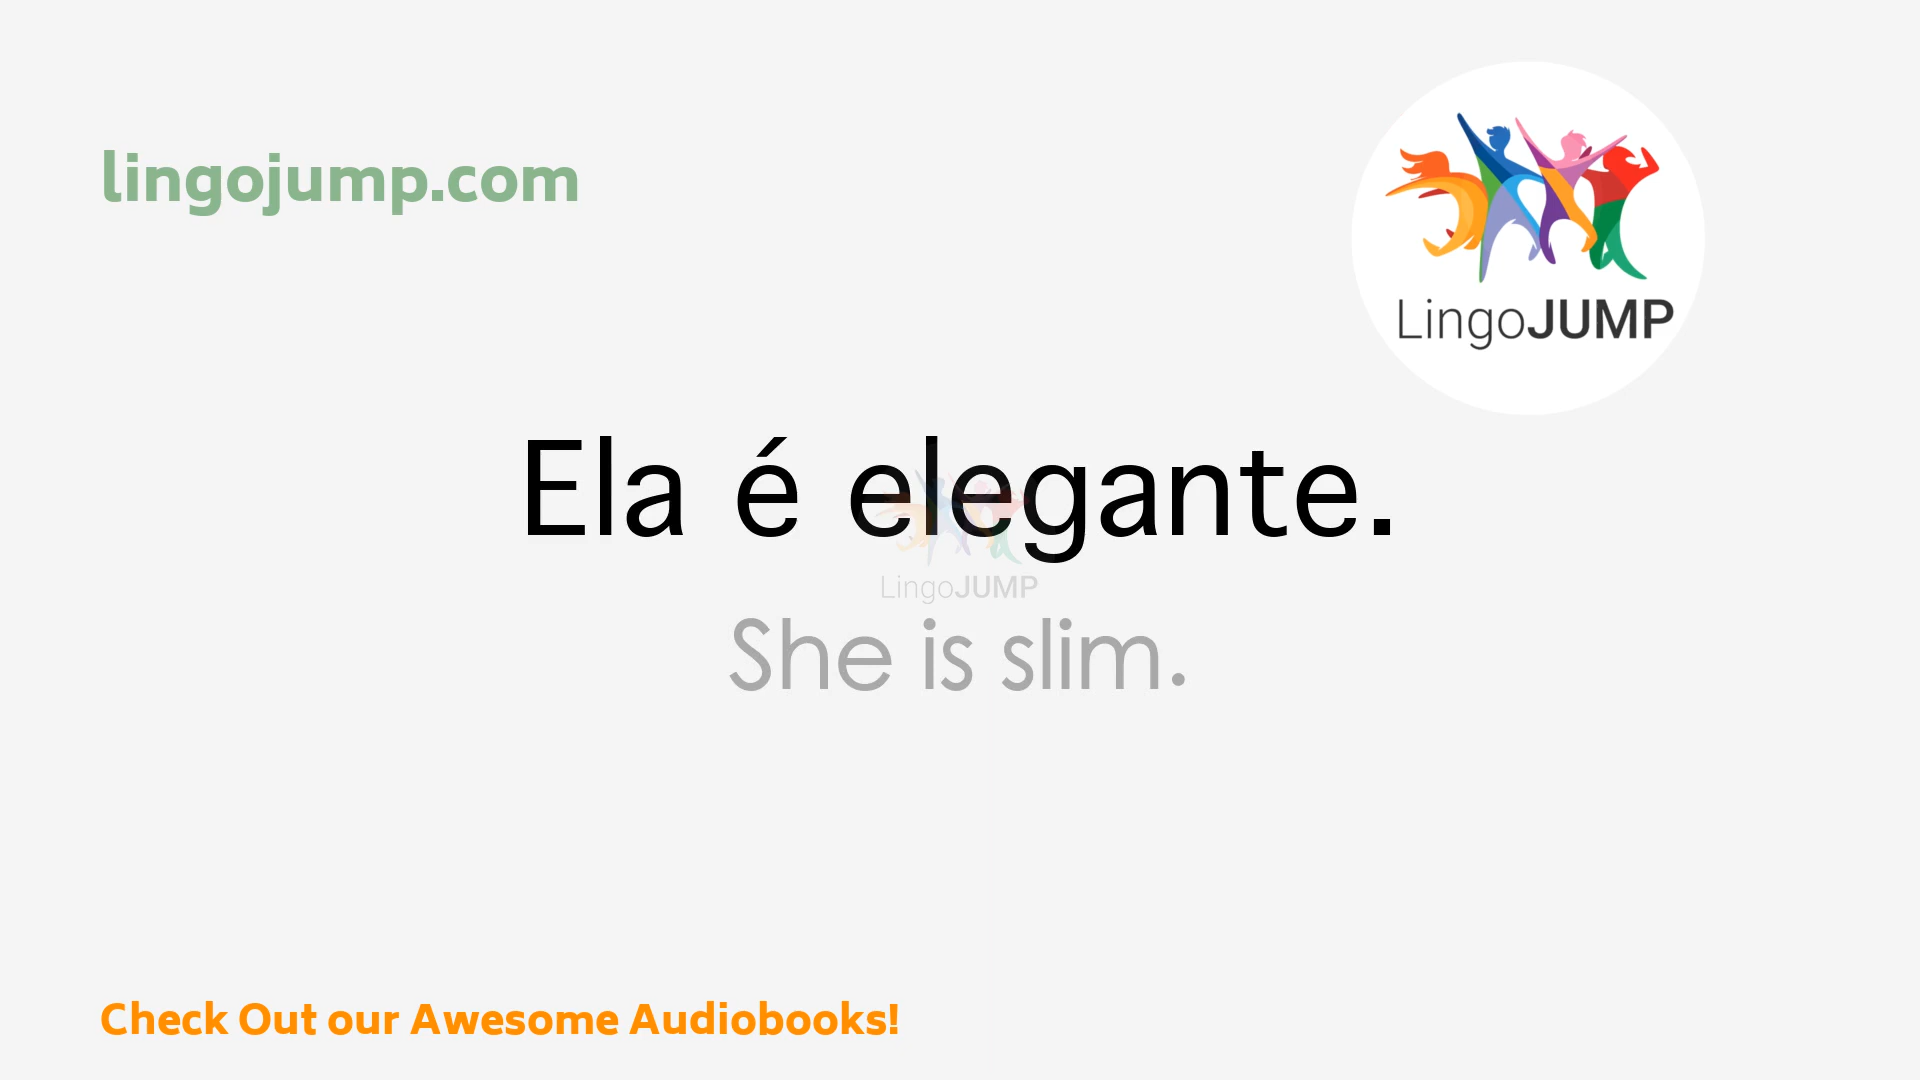 lingojump.com
LingoJUMP
Ela é elegante.
LingoJUMP
She is slim.
Check Out our Awesome Audiobooks!